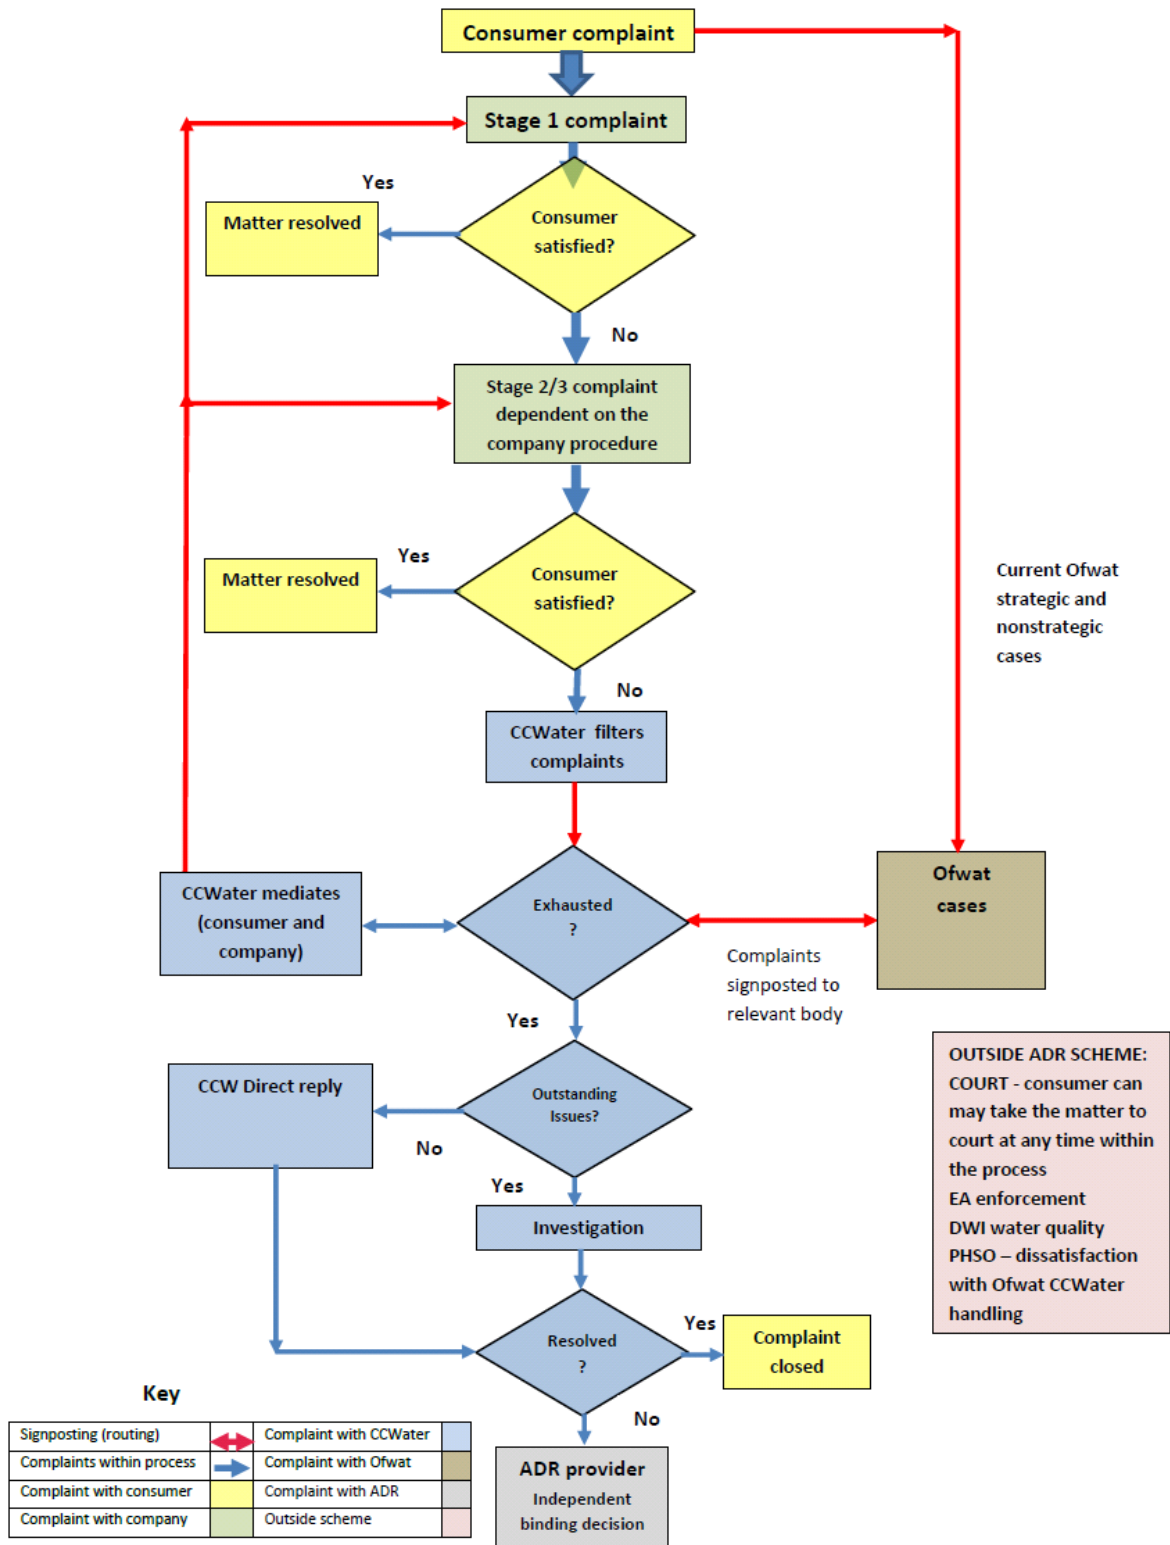 Consumer complaint
Stage 1 complaint
Yes
Matter resolved
Consumer
satisfied?
No
Stage 2/3 complaint
dependent on the
company procedure
Yes
Matter resolved
Consumer
satisfied?
Current Ofwat
strategic and
nonstrategic
cases
No
CCWater filters
complaints
CCWater mediates
(consumer and
company)
Exhausted
?
Ofwat
cases
Complaints
signposted to
relevant body
Yes
OUTSIDE ADR SCHEME:
COURT - consumer can
may take the matter to
court at any time within
the process
EA enforcement
DWI water quality
PHSO – dissatisfaction
with Ofwat CCWater
handling
CCW Direct reply
Outstanding
Issues?
No
Yes
Investigation
Resolved
?
Yes
Complaint
closed
No
ADR provider
Independent
binding decision
Key
Signposting (routing)
Complaint with CCWater
Complaints within process
Complaint with Ofwat
Complaint with consumer
Complaint with ADR
Complaint with company
Outside scheme